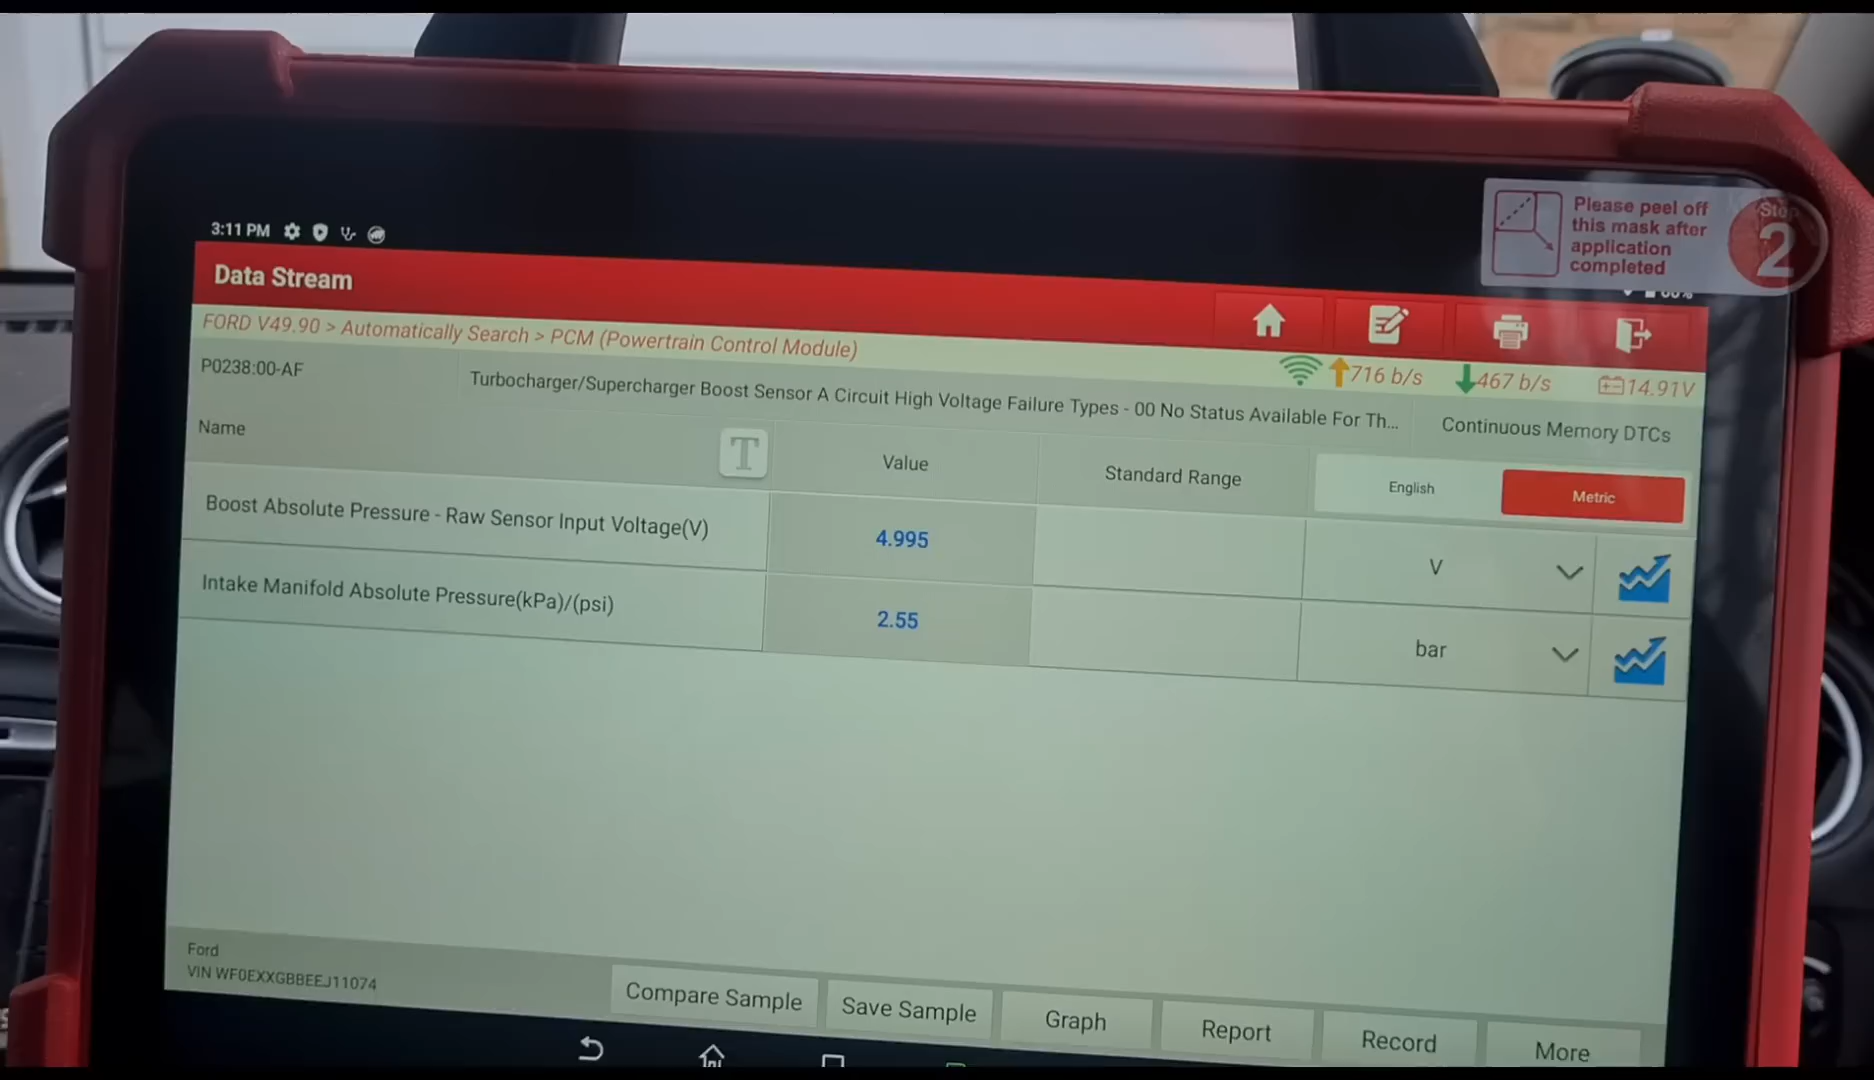 Please peel off
this mask after
application
completed
Step
2
3:11 PM
Data Stream
FORD V49.90 > Automatically Search > PCM (Powertrain Control Module)
716 b/s
467 b/s
14.91V
P0238:00-AF
Turbocharger/Supercharger Boost Sensor A Circuit High Voltage Failure Types - 00 No Status Available For Th...
Continuous Memory DTCs
Name
T
Value
Standard Range
English
Metric
Boost Absolute Pressure - Raw Sensor Input Voltage(V)
4.995
V
Intake Manifold Absolute Pressure(kPa)/(psi)
2.55
bar
Ford
VIN WF0EXXGBBEEJ11074
Compare Sample
Save Sample
Graph
Report
Record
More